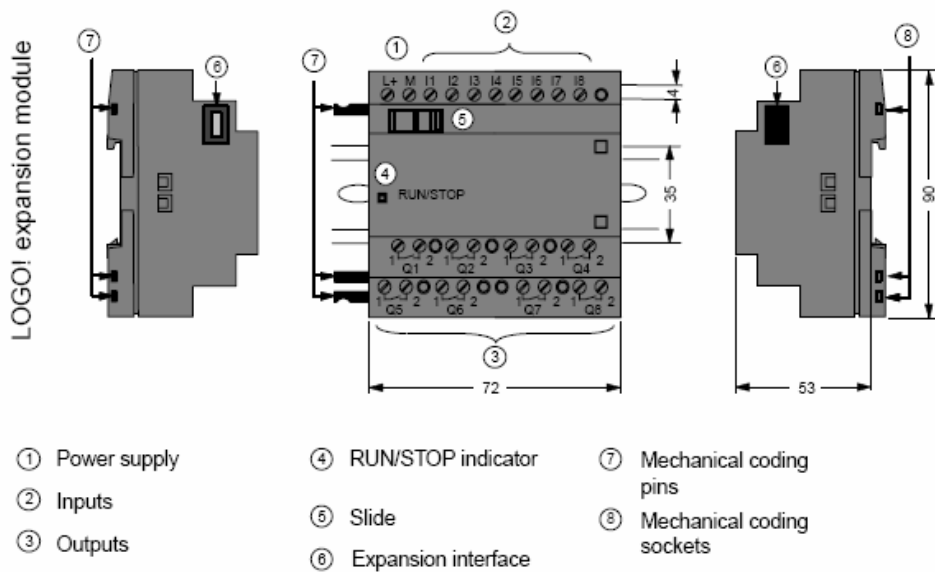 LOGO! expansion module
7
6
7
1
2
L+ M I1 I2 I3 I4 I5 I6 I7 I8
5
4
RUN/STOP
1 Q1 2 1 Q2 2 1 Q3 2 1 Q4 2
1 Q5 2 1 Q6 2 1 Q7 2 1 Q8 2
3
72
4
35
6
8
90
53
1 Power supply
2 Inputs
3 Outputs
4 RUN/STOP indicator
5 Slide
6 Expansion interface
7 Mechanical coding
pins
8 Mechanical coding
sockets